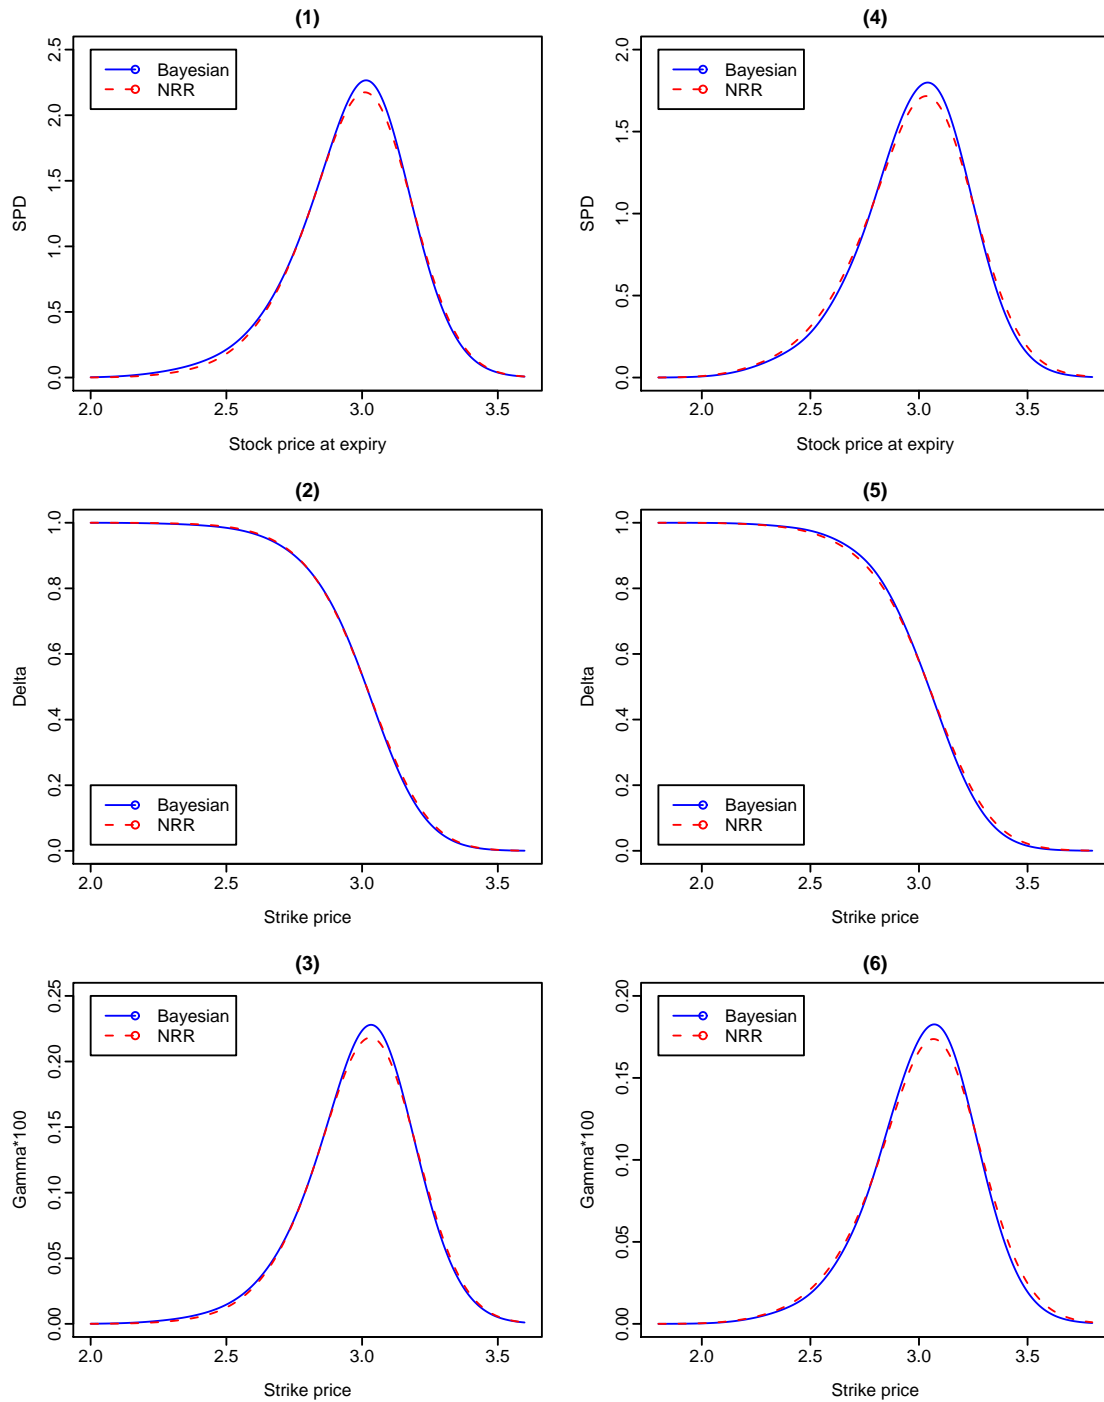 (1)
2.5
2.0
1.5
1.0
0.5
0.0
SPD
Bayesian
NRR
2.0 2.5 3.0 3.5
Stock price at expiry
(4)
2.0
1.5
1.0
0.5
0.0
SPD
Bayesian
NRR
2.0 2.5 3.0 3.5
Stock price at expiry
(2)
1.0
0.8
0.6
0.4
0.2
0.0
Delta
Bayesian
NRR
2.0 2.5 3.0 3.5
Strike price
(5)
1.0
0.8
0.6
0.4
0.2
0.0
Delta
Bayesian
NRR
2.0 2.5 3.0 3.5
Strike price
(3)
0.25
0.20
0.15
0.10
0.05
0.00
Gamma*100
Bayesian
NRR
2.0 2.5 3.0 3.5
Strike price
(6)
0.20
0.15
0.10
0.05
0.00
Gamma*100
Bayesian
NRR
2.0 2.5 3.0 3.5
Strike price